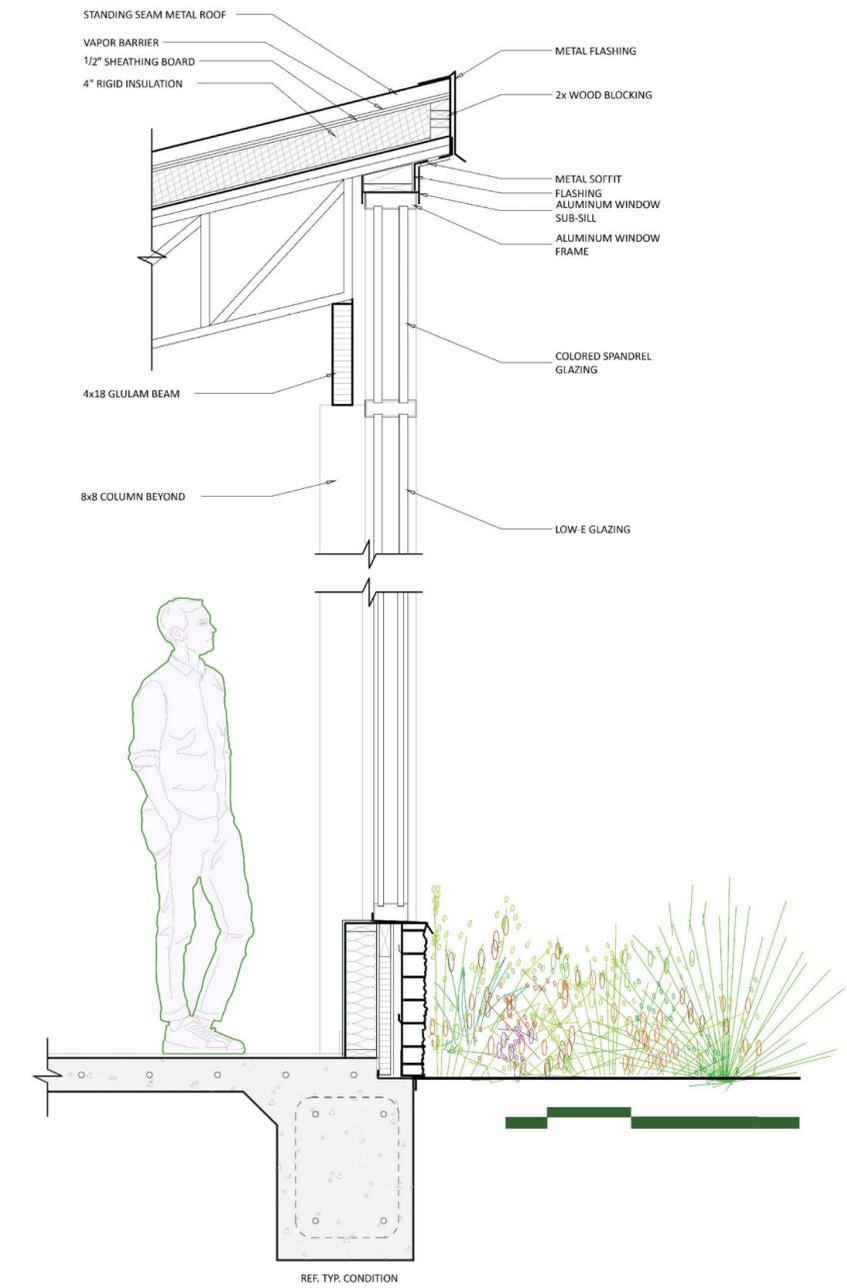 STANDING SEAM METAL ROOF
VAPOR BARRIER
1/2" SHEATHING BOARD
4" RIGID INSULATION
METAL FLASHING
2x WOOD BLOCKING
METAL SOFFIT
FLASHING
ALUMINUM WINDOW
SUB-SILL
ALUMINUM WINDOW
FRAME
COLORED SPANDREL
GLAZING
4x18 GLULAM BEAM
8x8 COLUMN BEYOND
LOW-E GLAZING
REF. TYP. CONDITION